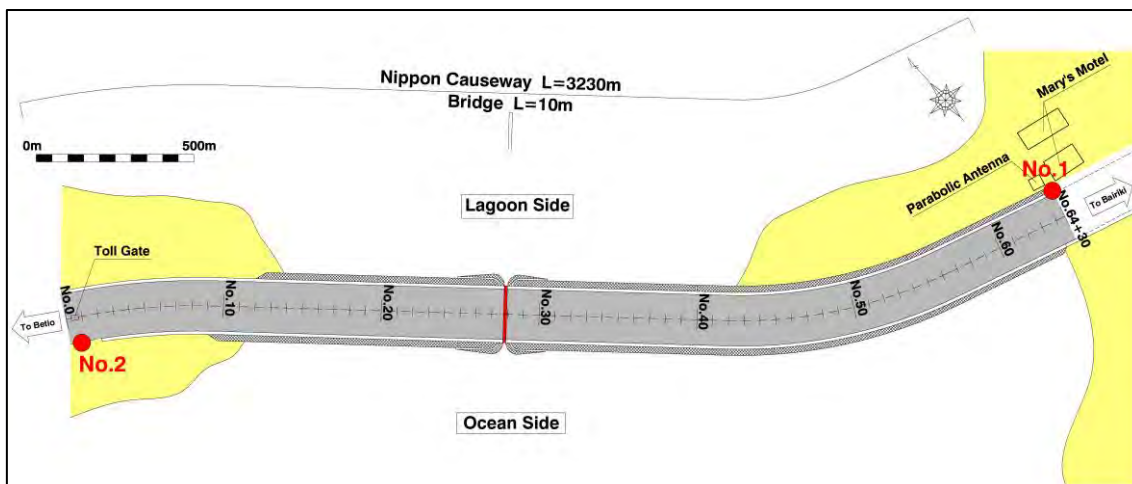 Nippon Causeway L=3230m
Bridge L=10m
Mary's Motel
0m 500m
Parabolic Antenna
No.1
Lagoon Side
To Bairiki
No.64+30
No.60
Toll Gate
No.0
No.10
No.20
No.30
No.40
No.50
To Betio
No.2
Ocean Side